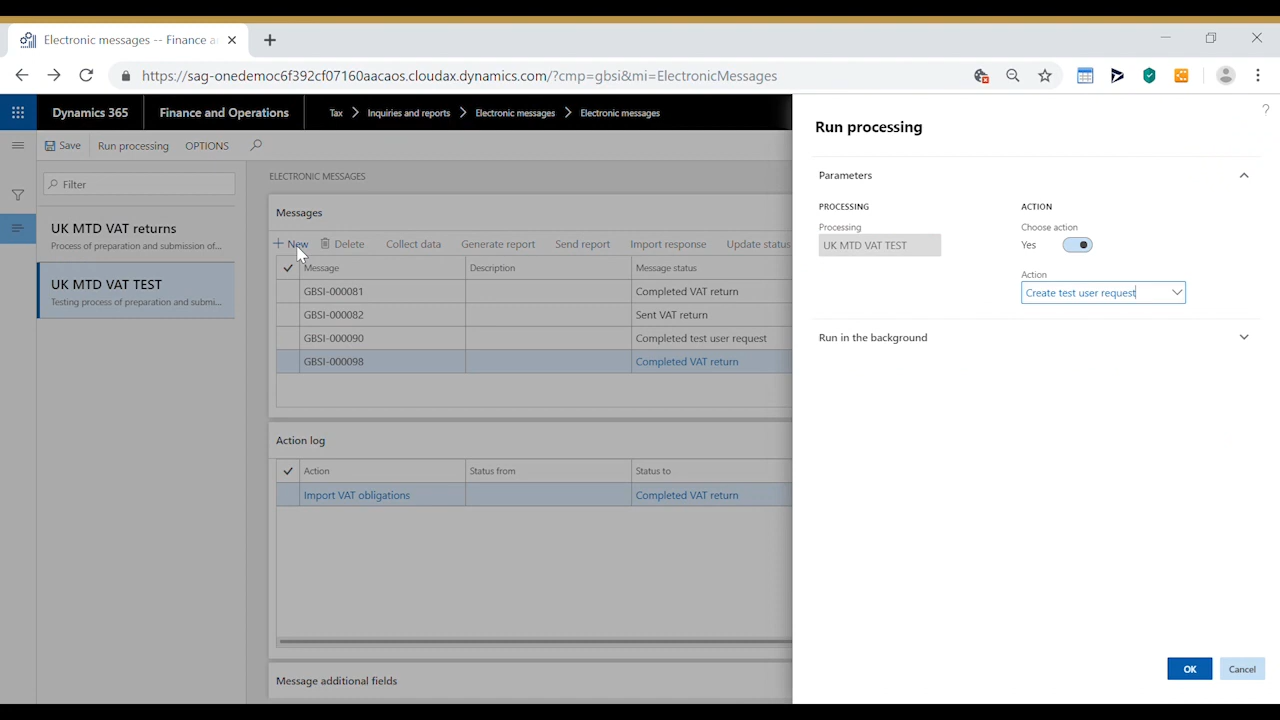 Electronic messages -- Finance a
https://sag-onedemoc6f392cf07160aacaos.cloudax.dynamics.com/?cmp=gbsi&mi=ElectronicMessages
Dynamics 365 Finance and Operations Tax Inquiries and reports Electronic messages Electronic messages
Save Run processing OPTIONS
Filter
UK MTD VAT returns
Process of preparation and submission of...
UK MTD VAT TEST
Testing process of preparation and submi...
ELECTRONIC MESSAGES
Messages
New Delete Collect data Generate report Send report Import response Update status
Message Description Message status
GBSI-000081 Completed VAT return
GBSI-000082 Sent VAT return
GBSI-000090 Completed test user request
GBSI-000098 Completed VAT return
Action log
Action Status from Status to
Import VAT obligations Completed VAT return
Message additional fields
?
Run processing
Parameters
PROCESSING
Processing
UK MTD VAT TEST
ACTION
Choose action
Yes
Action
Create test user request
Run in the background
OK Cancel